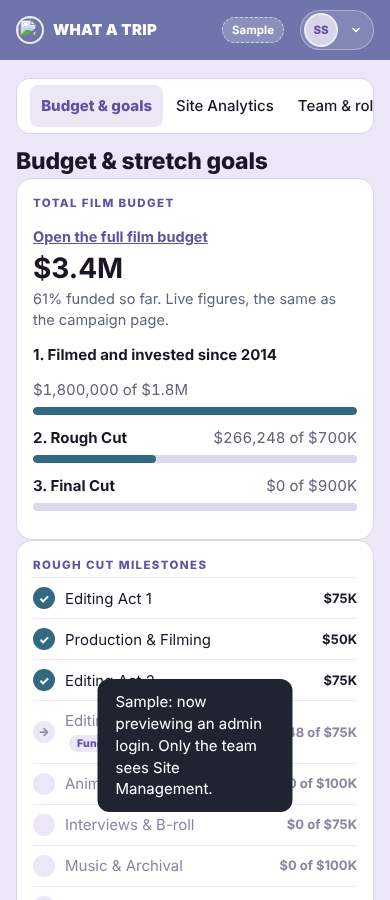 WHAT A TRIP
Sample
SS
Budget & goals
Site Analytics
Team & rol
Budget & stretch goals
TOTAL FILM BUDGET
Open the full film budget
$3.4M
61% funded so far. Live figures, the same as
the campaign page.
1. Filmed and invested since 2014
$1,800,000 of $1.8M
2. Rough Cut
$266,248 of $700K
3. Final Cut
$0 of $900K
ROUGH CUT MILESTONES
Editing Act 1
$75K
Production & Filming
$50K
Editing Act 2
$75K
of $75K
Sample: now
previewing an admin
login. Only the team
sees Site
Management.
of $100K
Interviews & B-roll
$0 of $75K
Music & Archival
$0 of $100K